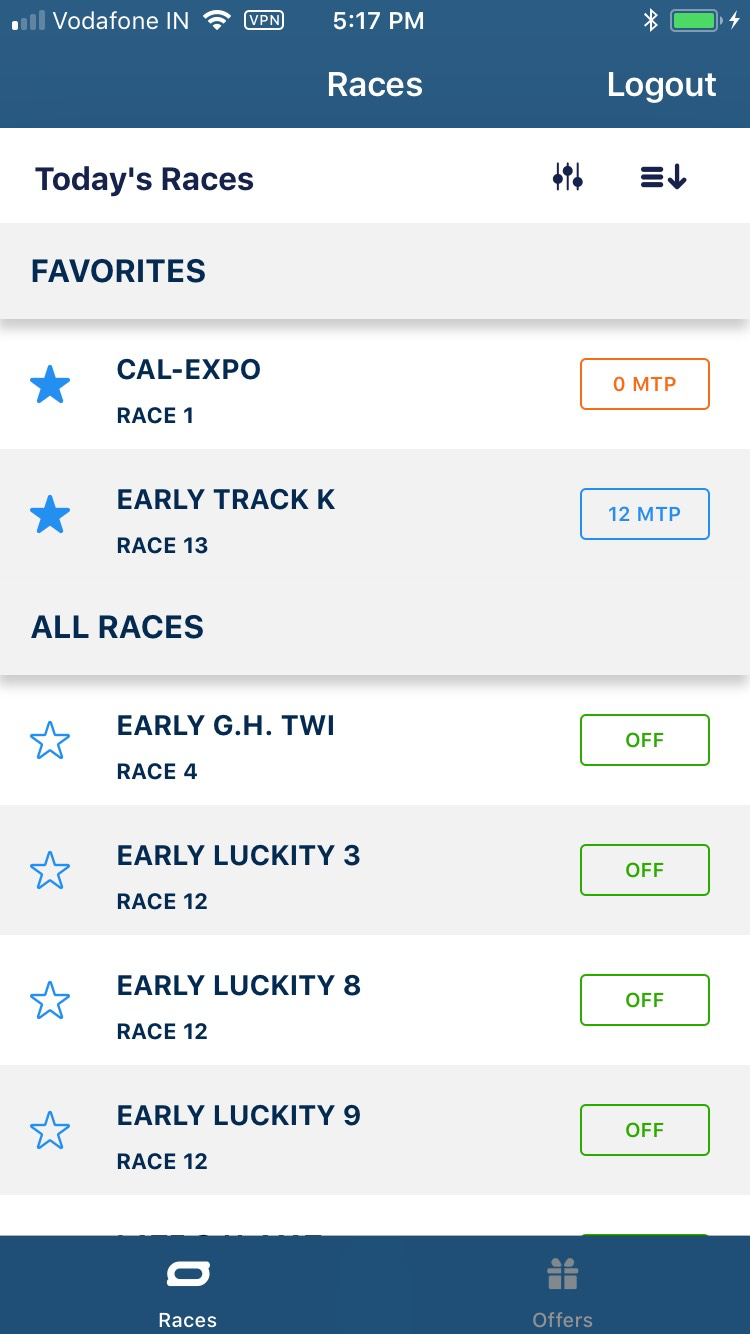 Vodafone IN VPN 5:17 PM
Races Logout
Today's Races
FAVORITES
CAL-EXPO
RACE 1
0 MTP
EARLY TRACK K
RACE 13
12 MTP
ALL RACES
EARLY G.H. TWI
RACE 4
OFF
EARLY LUCKITY 3
RACE 12
OFF
EARLY LUCKITY 8
RACE 12
OFF
EARLY LUCKITY 9
RACE 12
OFF
Races Offers